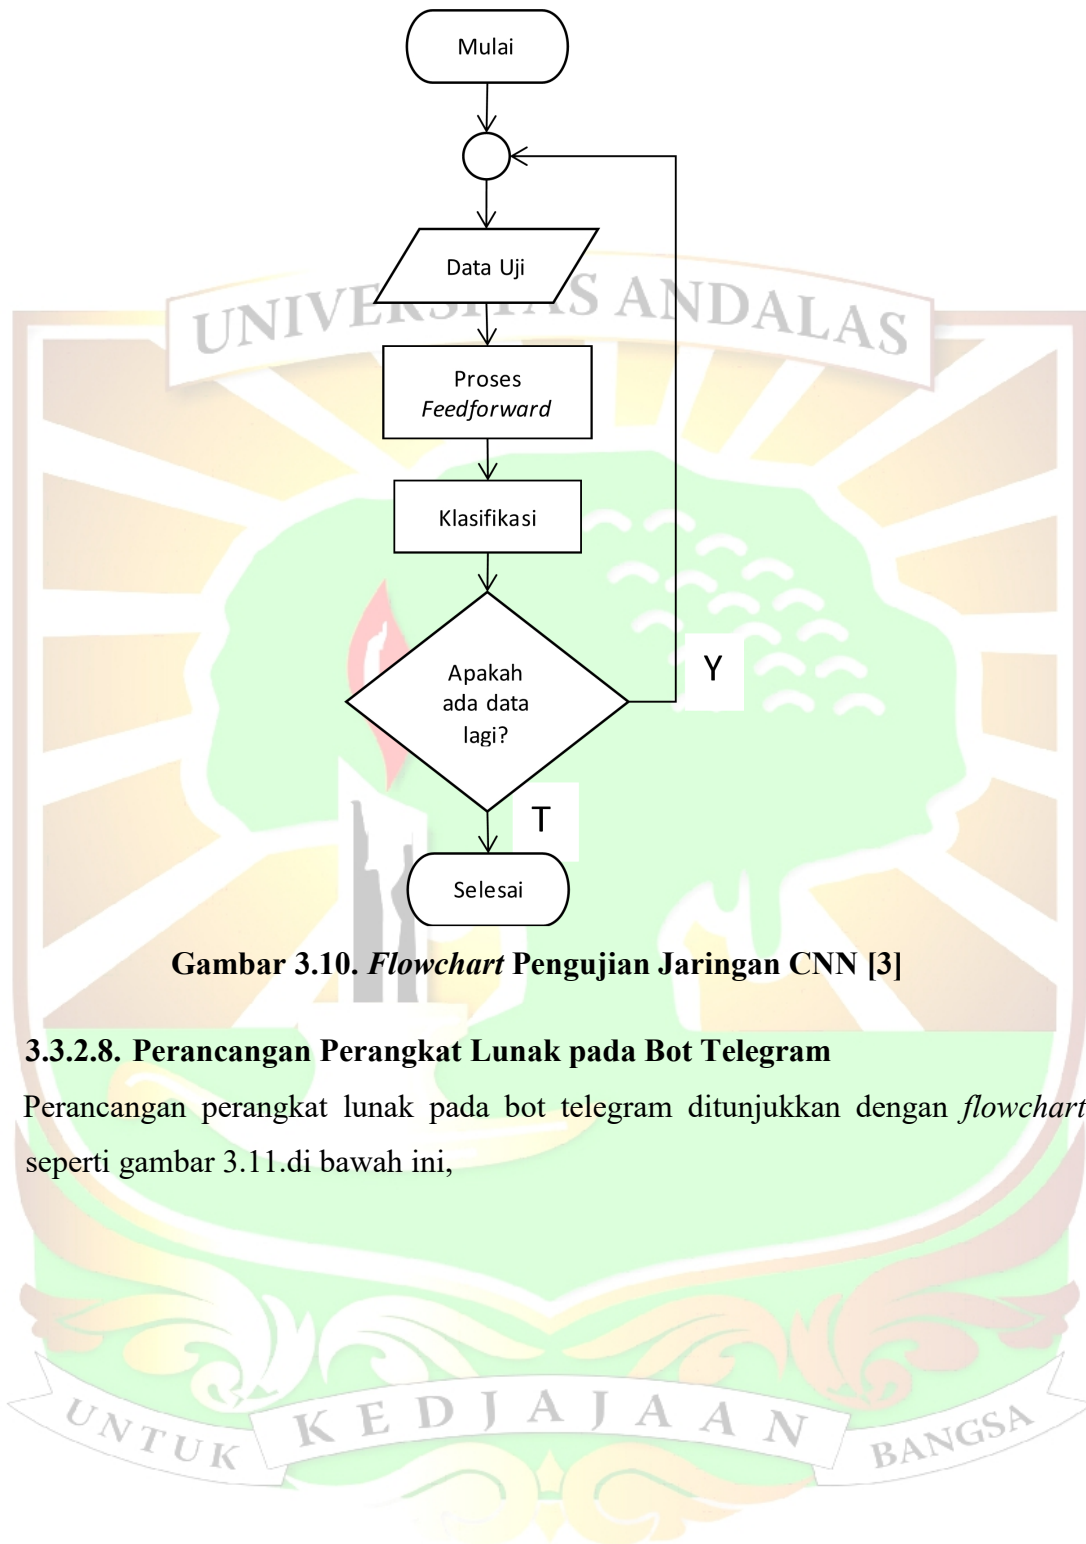 Mulai
Data Uji
UNIVERSITAS ANDALAS
Proses
Feedforward
Klasifikasi
Apakah
ada data
lagi?
Y
T
Selesai
Gambar 3.10. Flowchart Pengujian Jaringan CNN [3]
3.3.2.8. Perancangan Perangkat Lunak pada Bot Telegram
Perancangan perangkat lunak pada bot telegram ditunjukkan dengan flowchart
seperti gambar 3.11.di bawah ini,
UNTUK KEDJAJAAN BANGSA